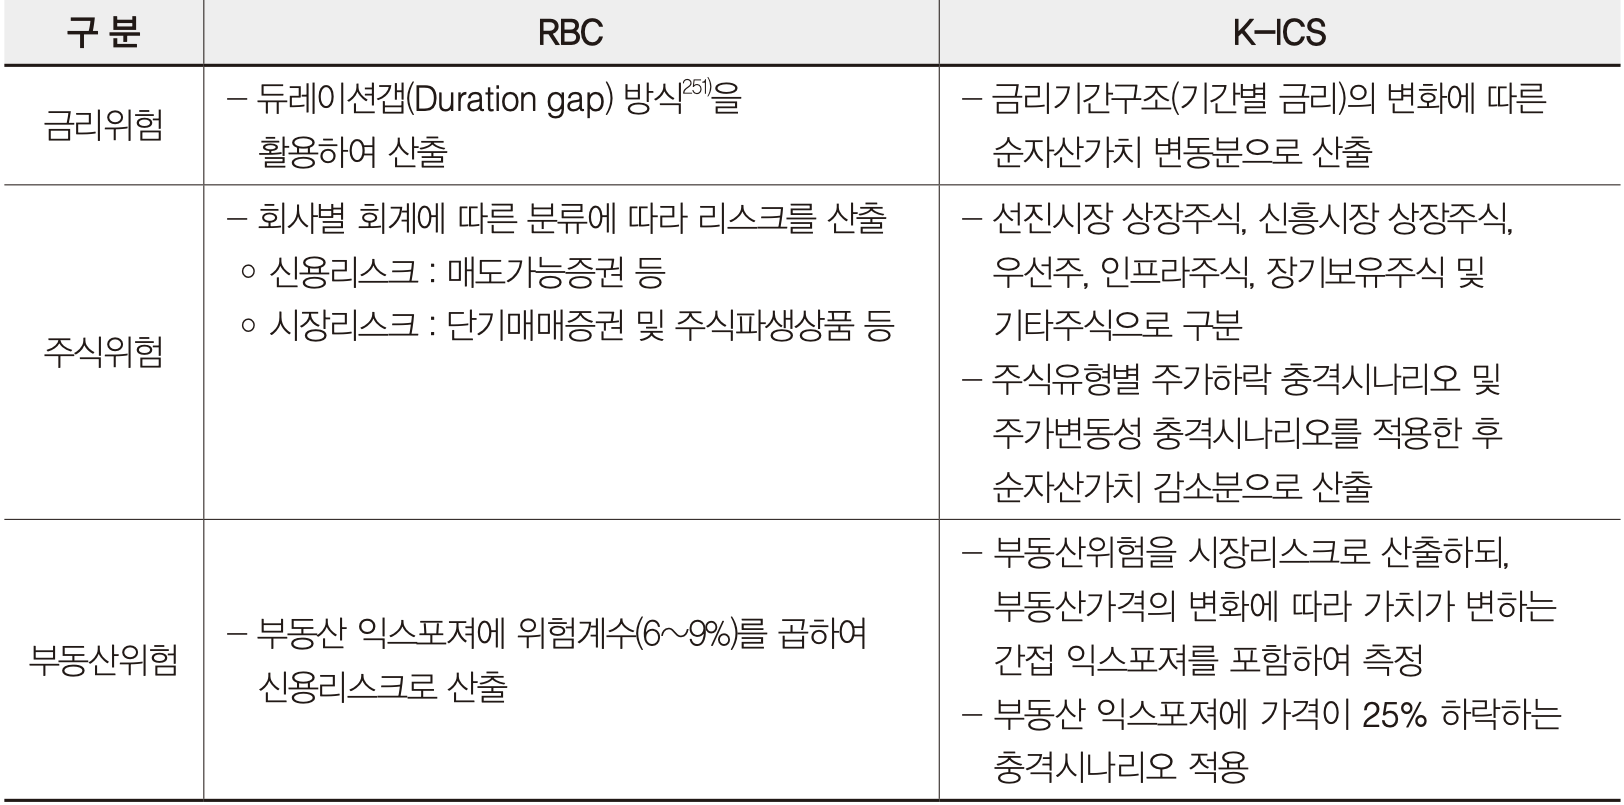 구 분
RBC
K-ICS
금리위험
– 듀레이션갭(Duration gap) 방식251)을
활용하여 산출
– 금리기간구조(기간별 금리)의 변화에 따른
순자산가치 변동분으로 산출
주식위험
– 회사별 회계에 따른 분류에 따라 리스크를 산출
○ 신용리스크 : 매도가능증권 등
○ 시장리스크 : 단기매매증권 및 주식파생상품 등
– 선진시장 상장주식, 신흥시장 상장주식,
우선주, 인프라주식, 장기보유주식 및
기타주식으로 구분
– 주식유형별 주가하락 충격시나리오 및
주가변동성 충격시나리오를 적용한 후
순자산가치 감소분으로 산출
부동산위험
– 부동산 익스포져에 위험계수(6～9%)를 곱하여
신용리스크로 산출
– 부동산위험을 시장리스크로 산출하되,
부동산가격의 변화에 따라 가치가 변하는
간접 익스포져를 포함하여 측정
– 부동산 익스포져에 가격이 25% 하락하는
충격시나리오 적용